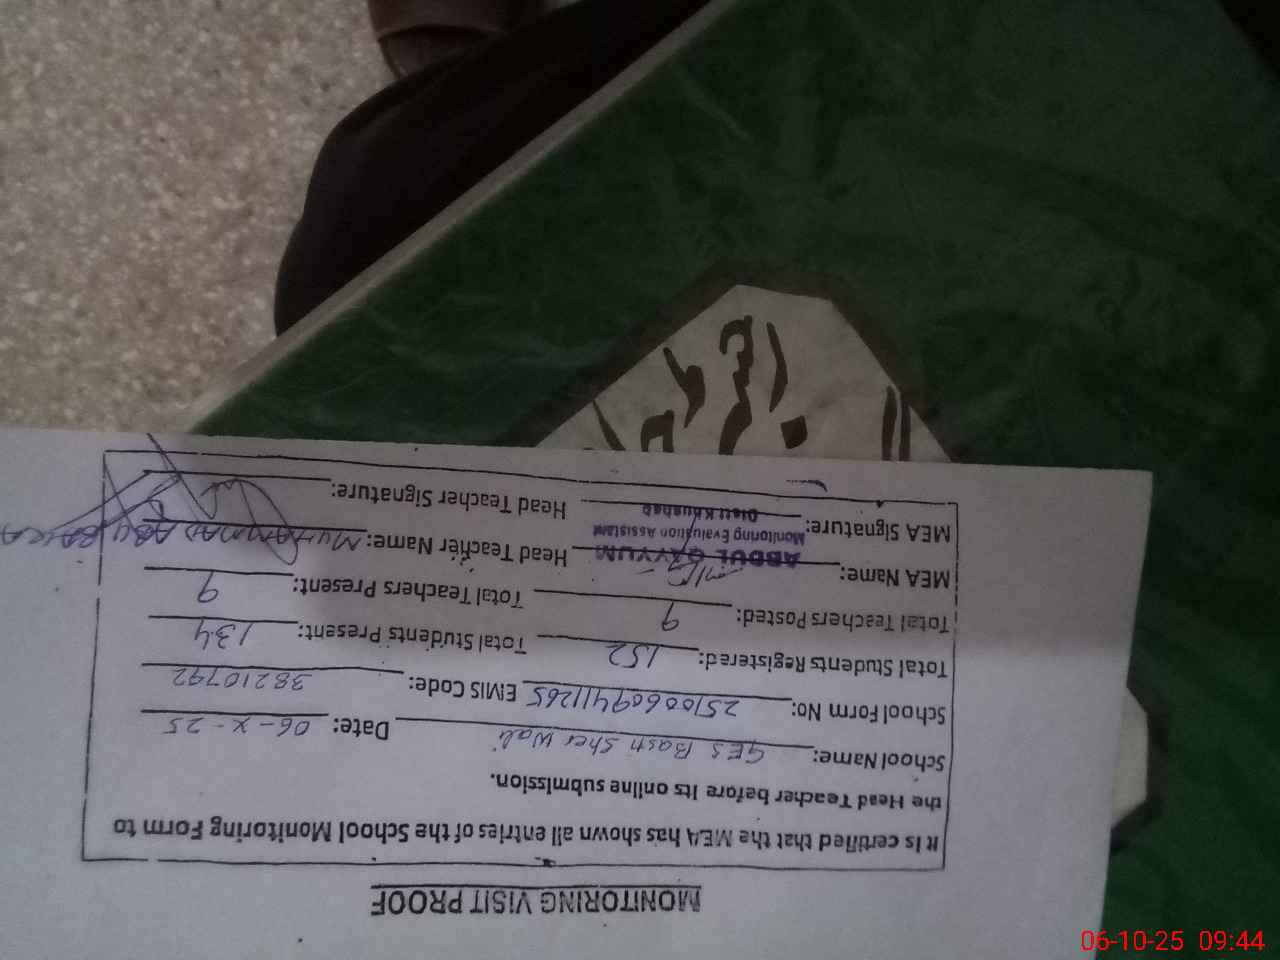 MONITORING VISIT PROOF
It is certified that the MEA has shown all entries of the School Monitoring Form to
the Head Teacher before its online submission.
School Name: GES Basti Sher Wali Date: 06-X-25
School Form No: 2510060941265 EMIS Code: 38210792
Total Students Registered: 152 Total Students Present: 134
Total Teachers Posted: 9 Total Teachers Present: 9
MEA Name: ABDUL QAYYUM Head Teacher Name: MUHAMMAD ABU BAKAR
Monitoring Evaluation Assistant
MEA Signature: Distt Khushab Head Teacher Signature:
06-10-25 09:44